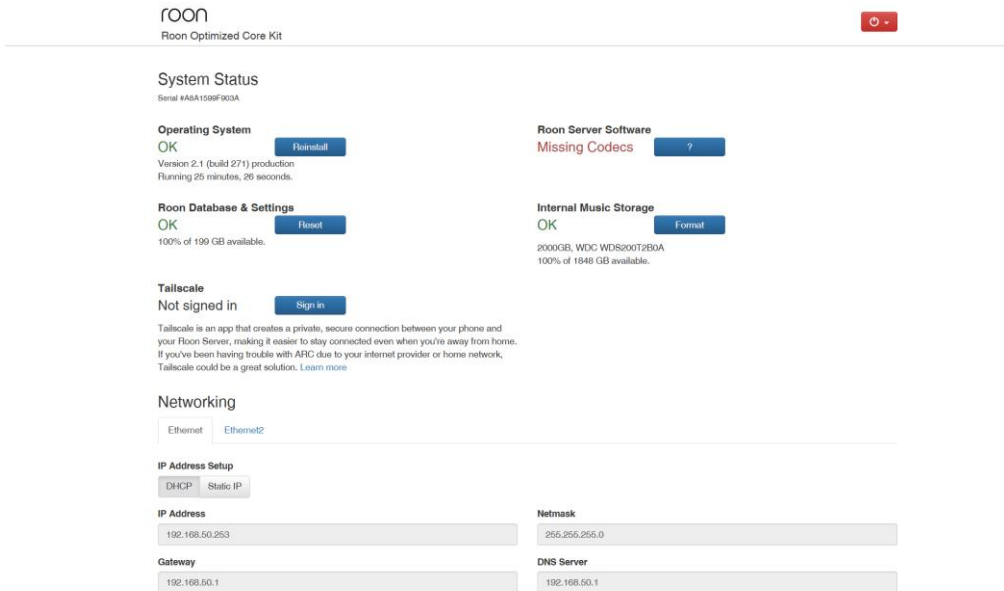 roon
Roon Optimized Core Kit
System Status
Serial #A6A1599F903A
Operating System
OK
Reinstall
Version 2.1 (build 271) production
Running 25 minutes, 26 seconds.
Roon Server Software
Missing Codecs
?
Roon Database & Settings
OK
Reset
100% of 199 GB available.
Internal Music Storage
OK
Format
2000GB, WDC WDS200T2B0A
100% of 1848 GB available.
Tailscale
Not signed in
Sign in
Tailscale is an app that creates a private, secure connection between your phone and
your Roon Server, making it easier to stay connected even when you're away from home.
If you've been having trouble with ARC due to your internet provider or home network,
Tailscale could be a great solution. Learn more
Networking
Ethernet
Ethernet2
IP Address Setup
DHCP
Static IP
IP Address
192.168.50.253
Netmask
255.255.255.0
Gateway
192.168.50.1
DNS Server
192.168.50.1